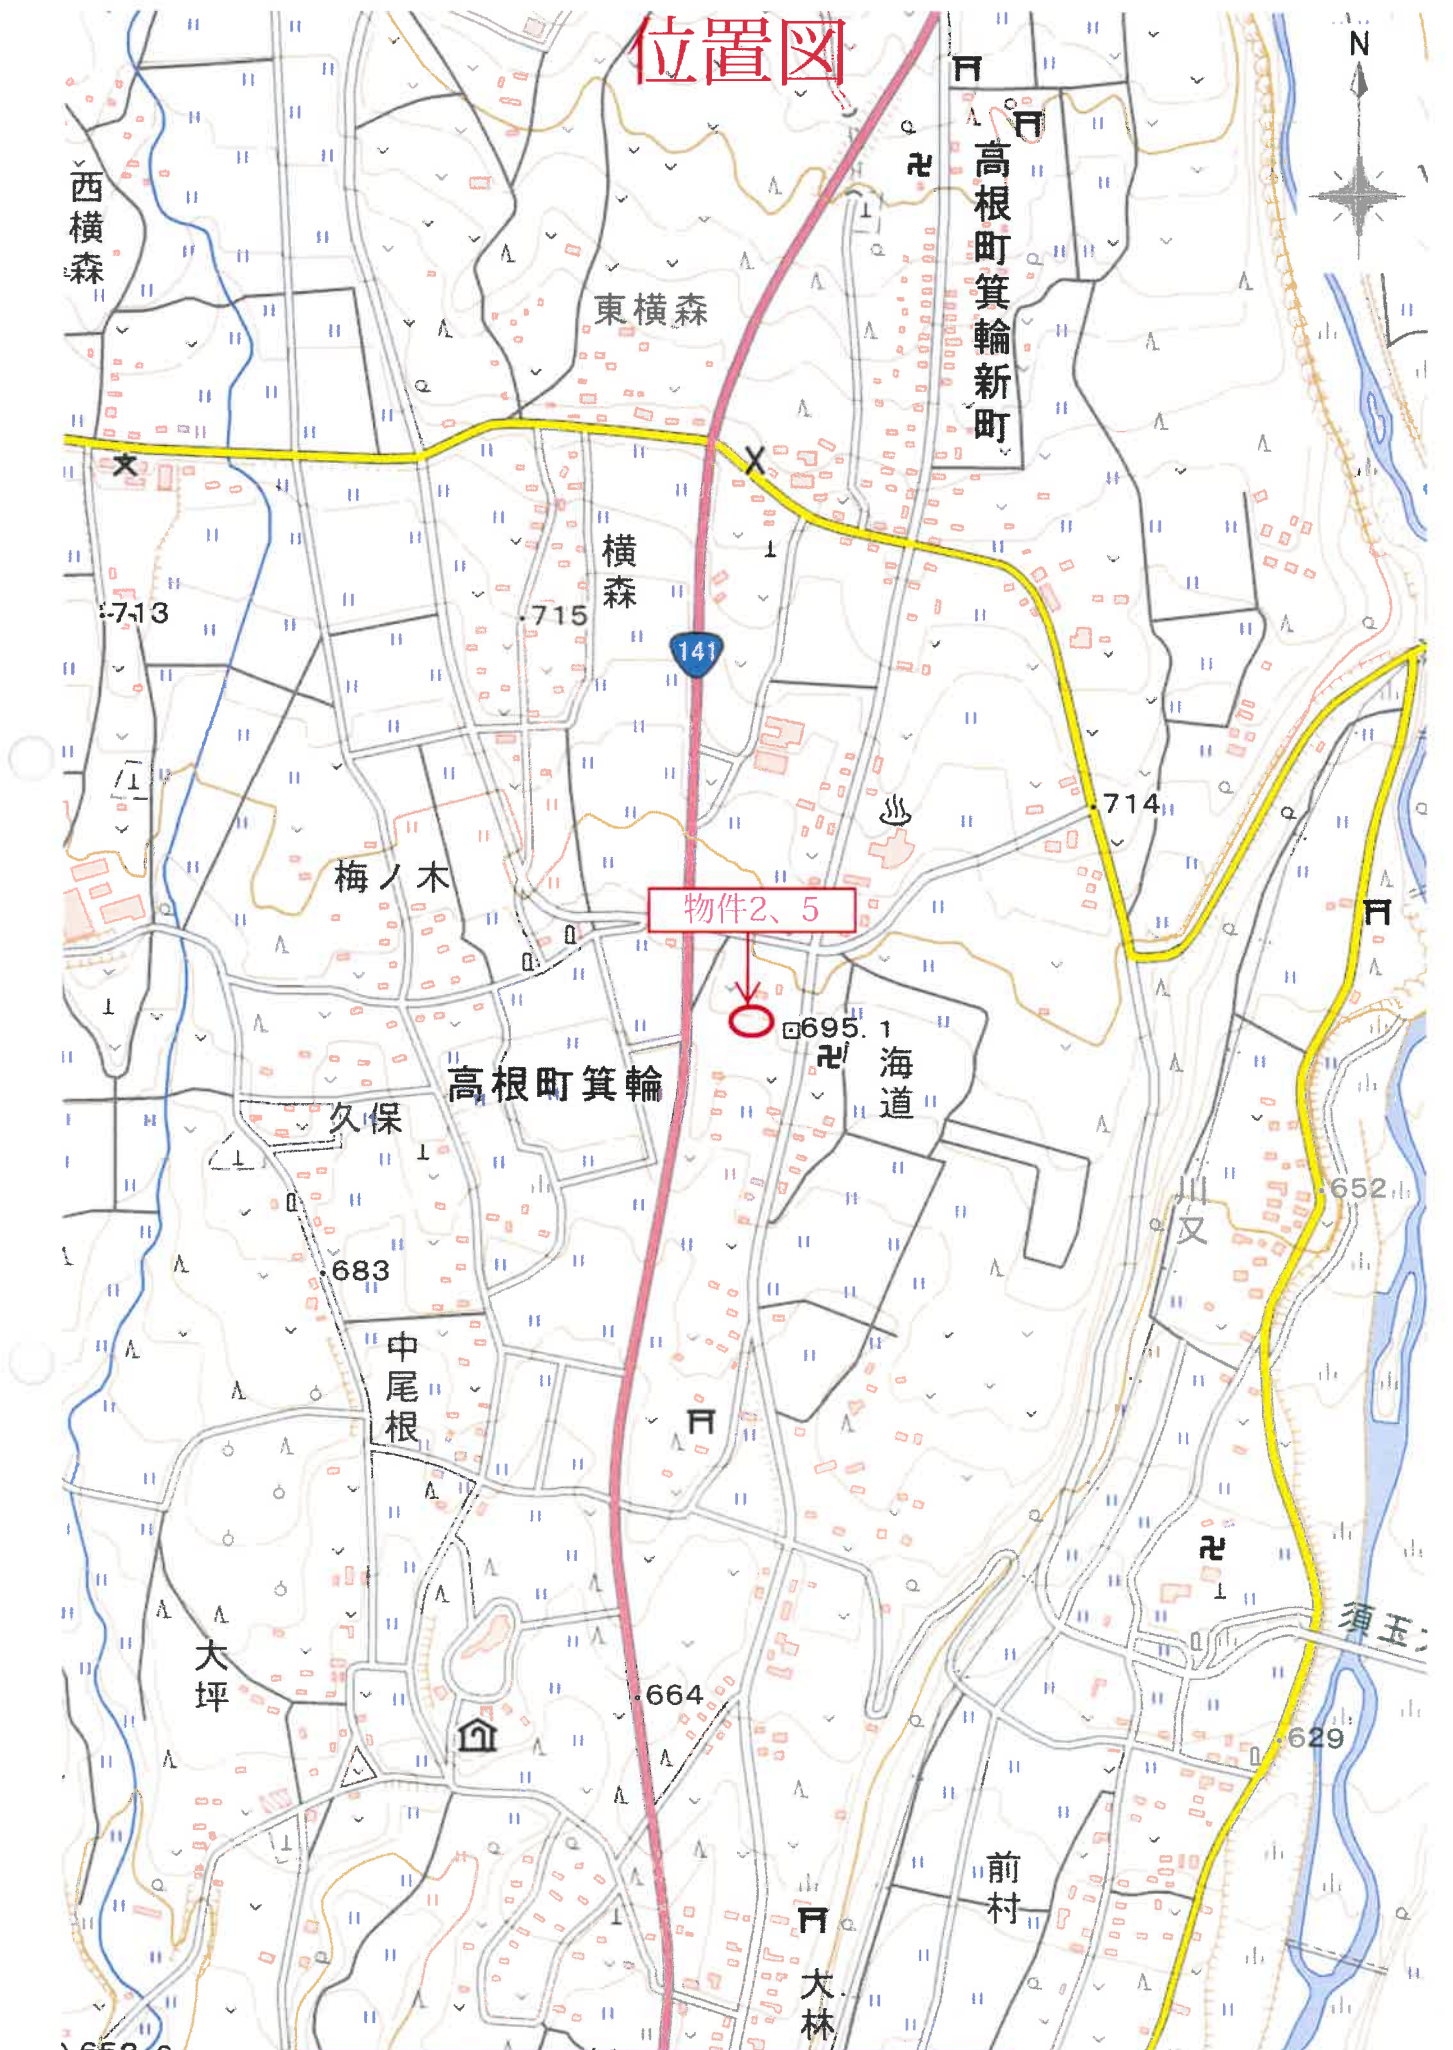 位置図
N
西横森
高根町箕輪新町
東横森
横森
713
715
141
714
梅ノ木
物件2、5
695.1
海道
高根町箕輪
久保
川又
652
683
中尾根
須玉
大坪
664
629
前村
大林